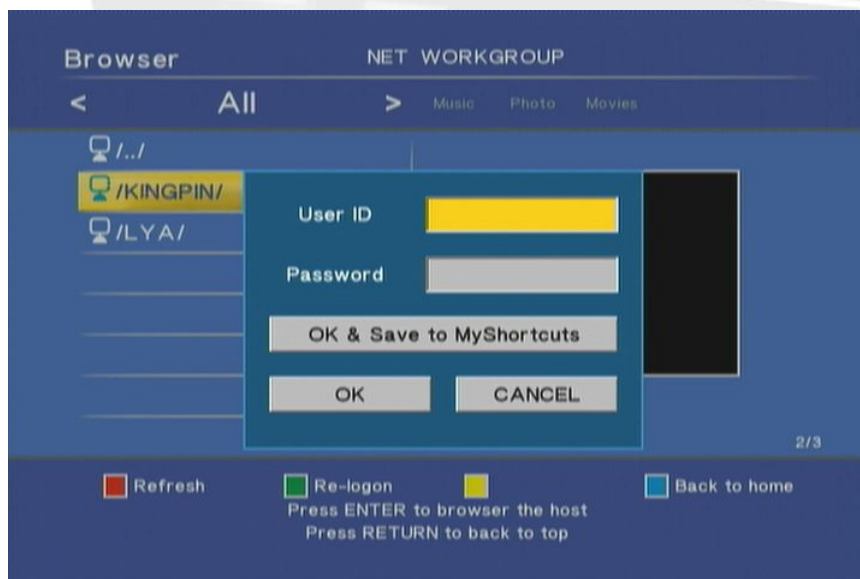 Browser NET WORKGROUP
< All > Music Photo Movies
/../
/KINGPIN/
/LYA/
User ID
Password
OK & Save to MyShortcuts
OK CANCEL
2/3
Refresh Re-logon Back to home
Press ENTER to browser the host
Press RETURN to back to top